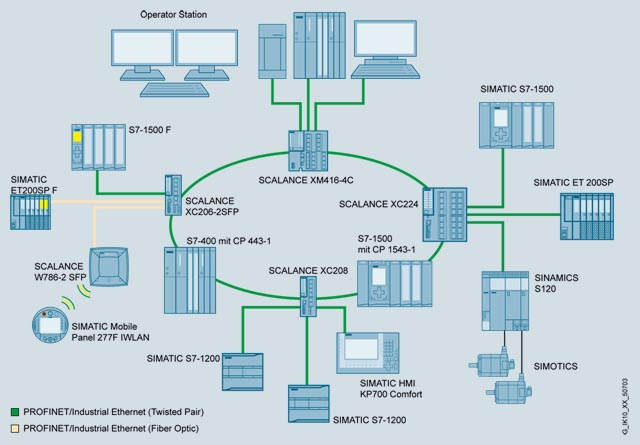 Operator Station
SIMATIC S7-1500
S7-1500 F
SCALANCE XM416-4C
SIMATIC
ET200SP F
SCALANCE
XC206-2SFP
SCALANCE XC224
SIMATIC ET 200SP
S7-400 mit CP 443-1
S7-1500
mit CP 1543-1
SCALANCE
W786-2 SFP
SCALANCE XC208
SINAMICS
S120
SIMATIC Mobile
Panel 277F IWLAN
SIMATIC S7-1200
SIMATIC HMI
KP700 Comfort
SIMOTICS
SIMATIC S7-1200
PROFINET/Industrial Ethernet (Twisted Pair)
PROFINET/Industrial Ethernet (Fiber Optic)
G_IK10_XX_50703